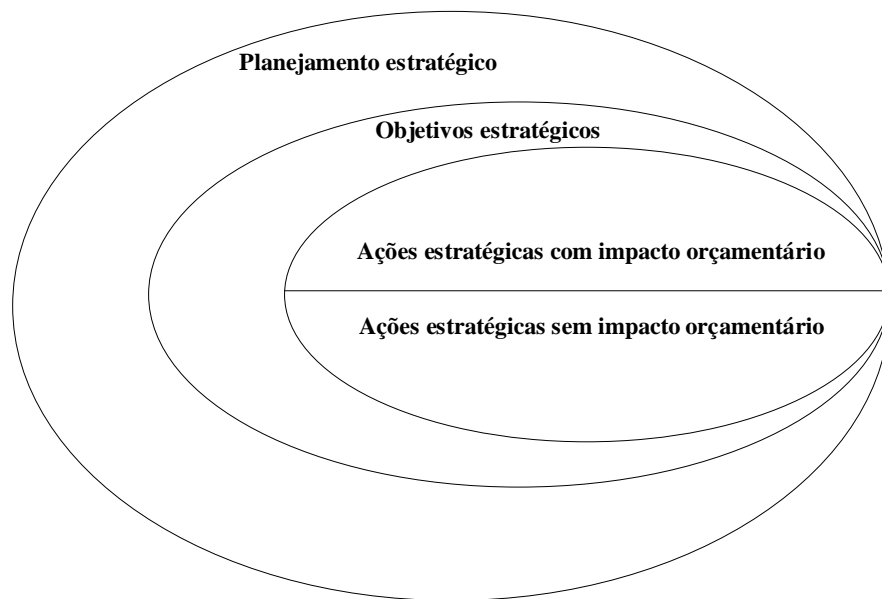 Planejamento estratégico
Objetivos estratégicos
Ações estratégicas com impacto orçamentário
Ações estratégicas sem impacto orçamentário